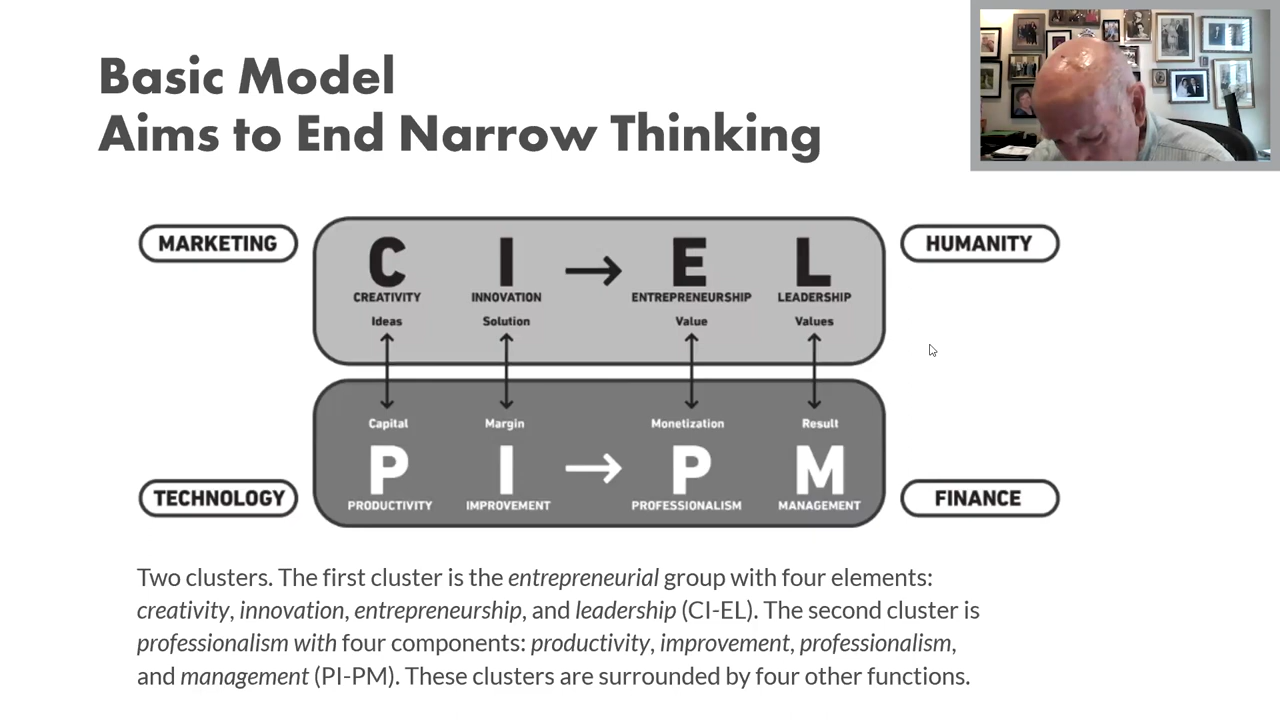 Basic Model
Aims to End Narrow Thinking
MARKETING
HUMANITY
C I E L
CREATIVITY INNOVATION ENTREPRENEURSHIP LEADERSHIP
Ideas Solution Value Values
Capital Margin Monetization Result
P I P M
PRODUCTIVITY IMPROVEMENT PROFESSIONALISM MANAGEMENT
TECHNOLOGY
FINANCE
Two clusters. The first cluster is the entrepreneurial group with four elements:
creativity, innovation, entrepreneurship, and leadership (CI-EL). The second cluster is
professionalism with four components: productivity, improvement, professionalism,
and management (PI-PM). These clusters are surrounded by four other functions.